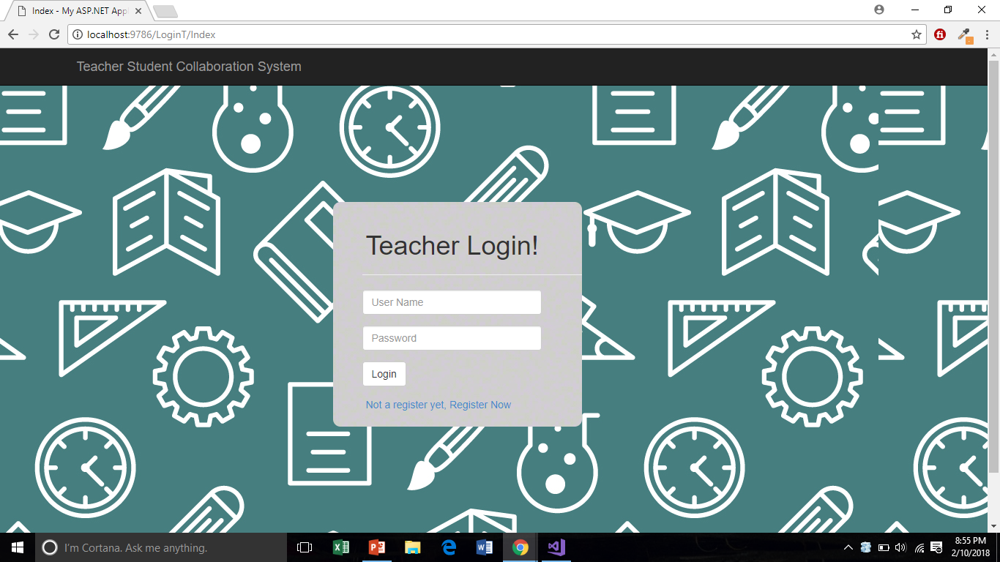 Index - My ASP.NET App
localhost:9786/LoginT/Index
Teacher Student Collaboration System
Teacher Login!
User Name
Password
Login
Not a register yet, Register Now
I'm Cortana. Ask me anything.
8:55 PM
2/10/2018